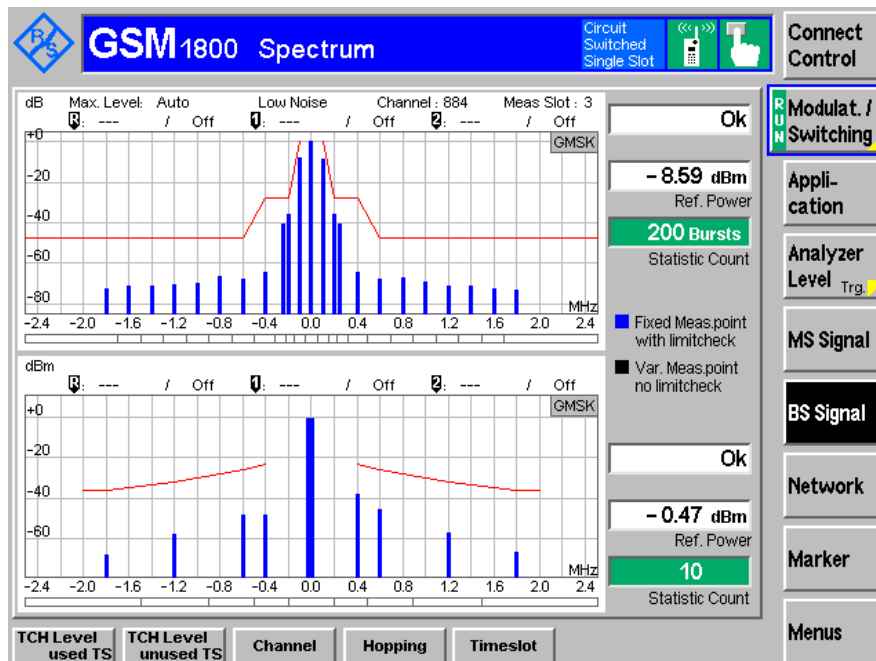 R/S
GSM 1800 Spectrum
Circuit
Switched
Single Slot
Connect
Control
dB Max. Level: Auto Low Noise Channel : 884 Meas Slot : 3
R: --- / Off 1: --- / Off 2: --- / Off
+0
-20
-40
-60
-80
GMSK
MHz
-2.4 -2.0 -1.6 -1.2 -0.8 -0.4 0.0 0.4 0.8 1.2 1.6 2.0 2.4
Ok
-8.59 dBm
Ref. Power
200 Bursts
Statistic Count
Fixed Meas.point
with limitcheck
Var. Meas.point
no limitcheck
dBm
R: --- / Off 1: --- / Off 2: --- / Off
+0
-20
-40
-60
GMSK
MHz
-2.4 -2.0 -1.6 -1.2 -0.8 -0.4 0.0 0.4 0.8 1.2 1.6 2.0 2.4
Ok
-0.47 dBm
Ref. Power
10
Statistic Count
RUN
Modulat. /
Switching
Appli-
cation
Analyzer
Level Trg.
MS Signal
BS Signal
Network
Marker
Menus
TCH Level
used TS
TCH Level
unused TS
Channel
Hopping
Timeslot